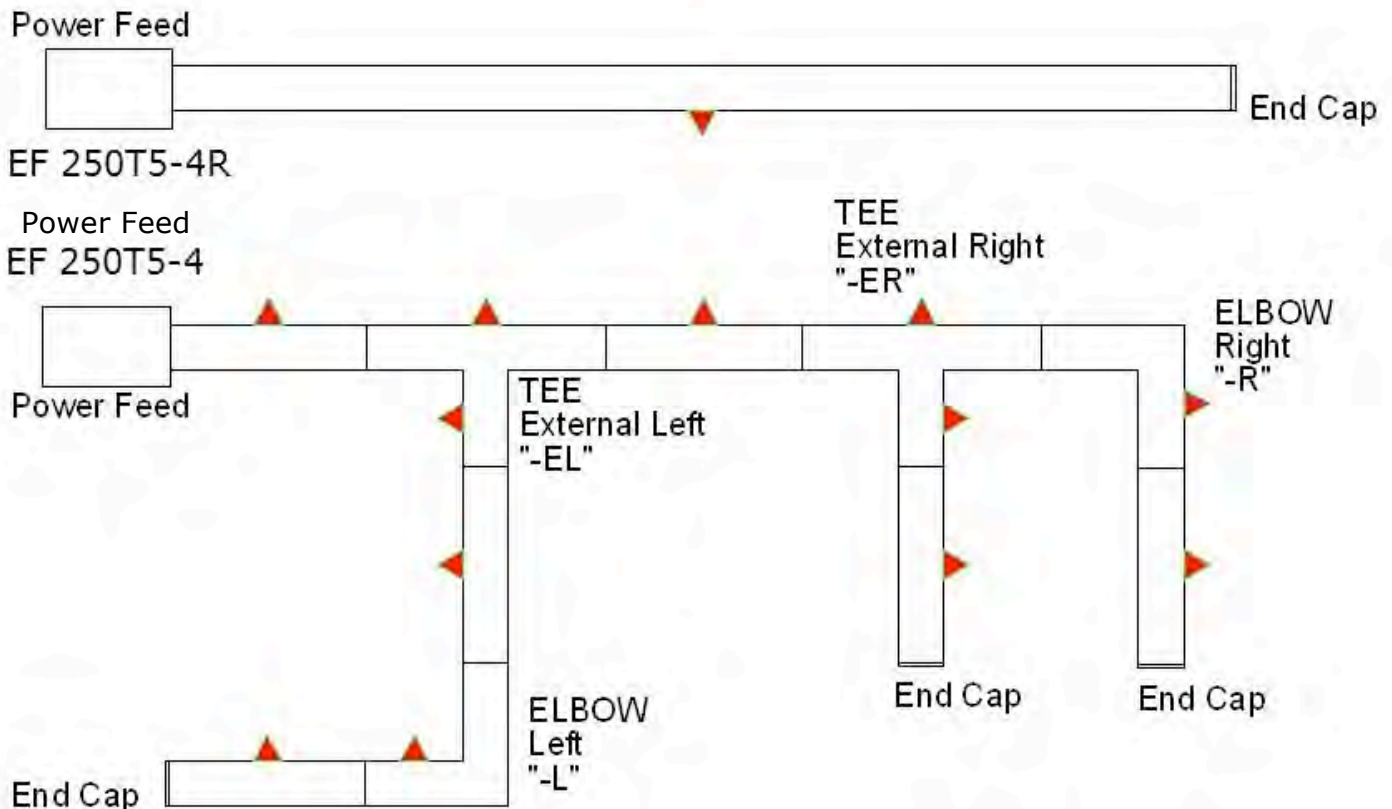 Power Feed
End Cap
EF 250T5-4R
Power Feed
EF 250T5-4
TEE
External Right
"-ER"
ELBOW
Right
"-R"
Power Feed
TEE
External Left
"-EL"
End Cap
End Cap
ELBOW
Left
"-L"
End Cap